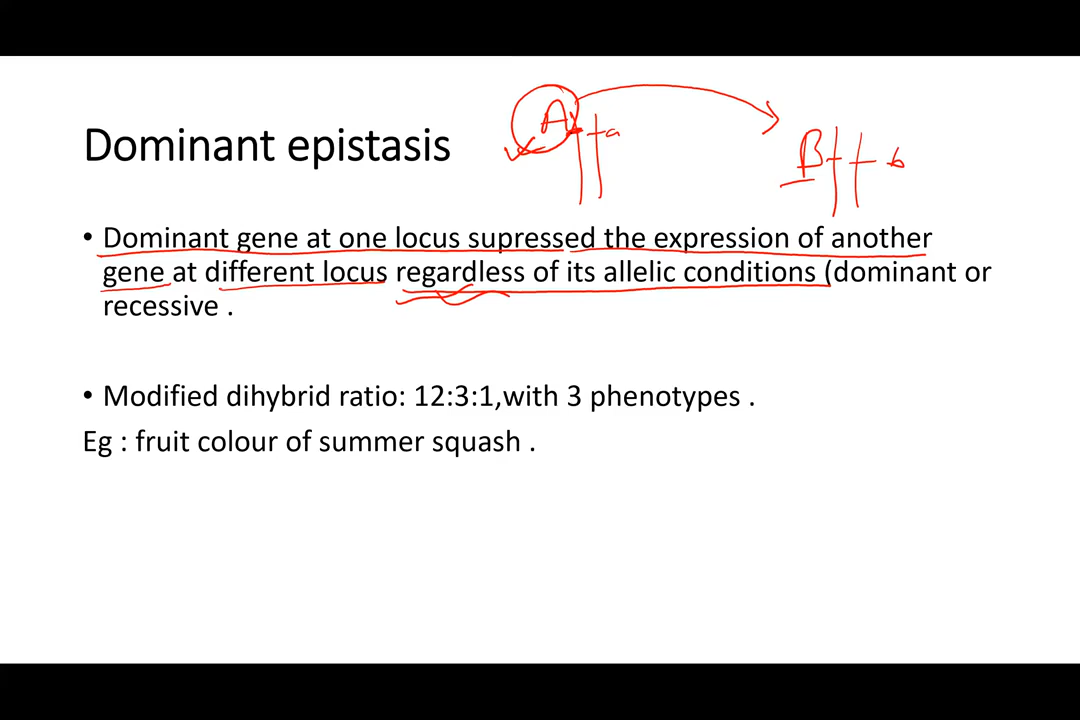 Dominant epistasis
A a
B b
• Dominant gene at one locus supressed the expression of another
gene at different locus regardless of its allelic conditions (dominant or
recessive .
• Modified dihybrid ratio: 12:3:1,with 3 phenotypes .
Eg : fruit colour of summer squash .